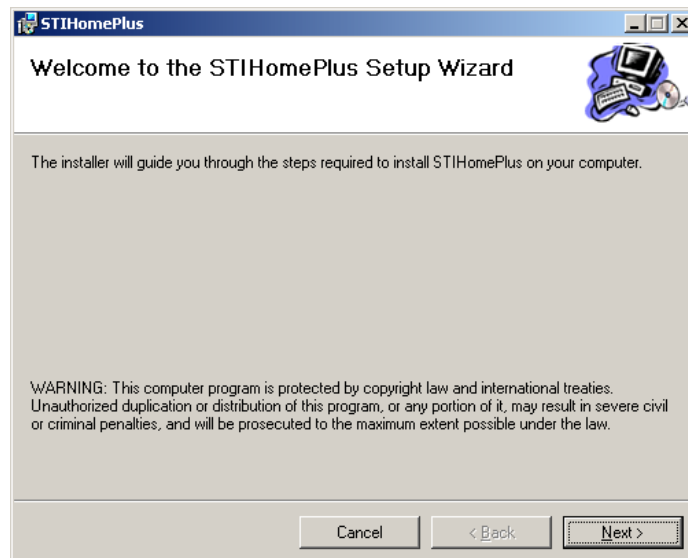 STIHomePlus
Welcome to the STIHomePlus Setup Wizard
The installer will guide you through the steps required to install STIHomePlus on your computer.
WARNING: This computer program is protected by copyright law and international treaties.
Unauthorized duplication or distribution of this program, or any portion of it, may result in severe civil
or criminal penalties, and will be prosecuted to the maximum extent possible under the law.
Cancel < Back Next >